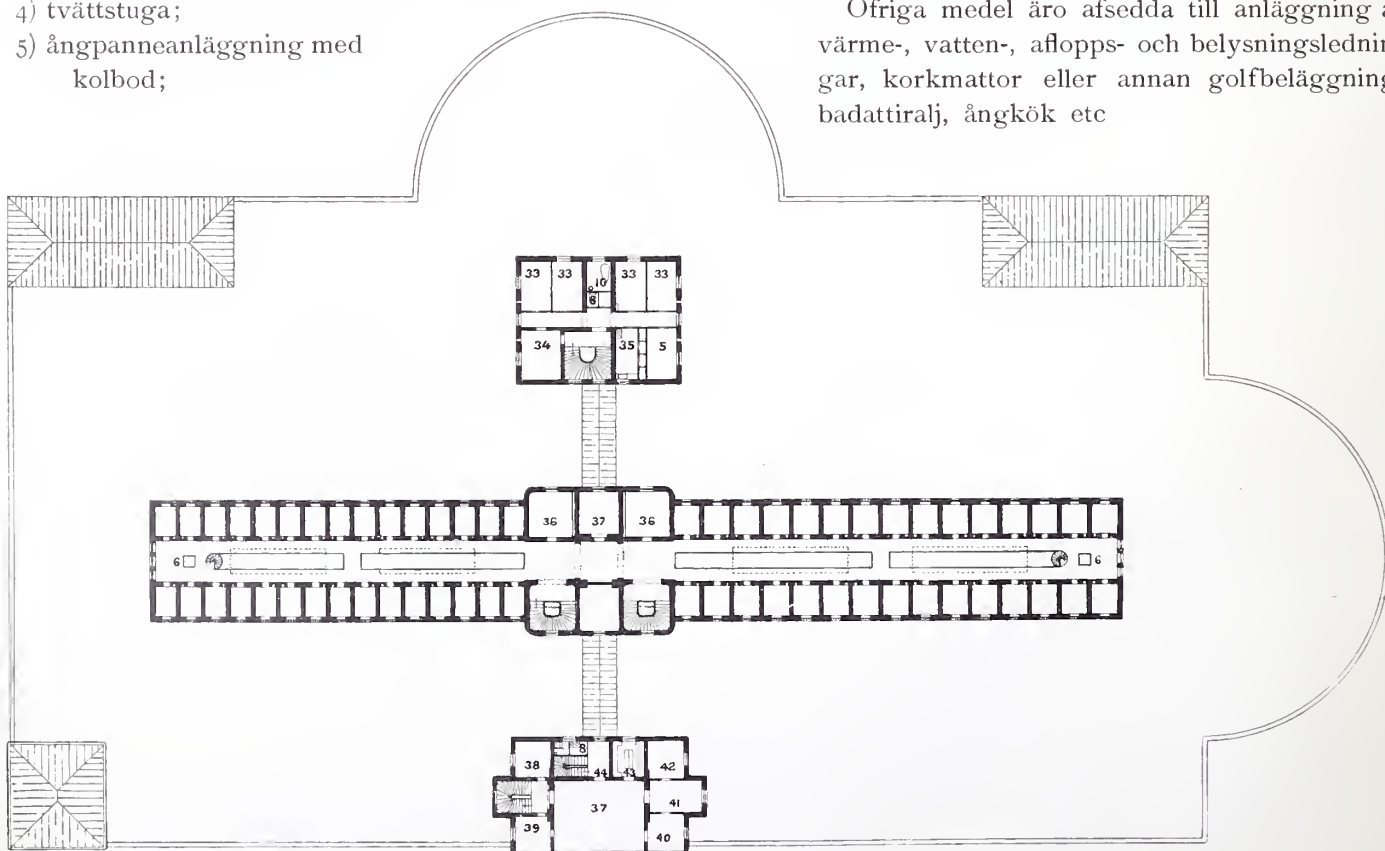 4) tvättstuga;
5) ångpanneanläggning med
kolbod;
Öfriga medel äro afsedda till anläggning
värme-, vatten-, aflopps- och belysningslednin
gar, korkmattor eller annan golfbeläggning
badattiralj, ångkök etc
33 33 10 33 33
8
34 35 5
36 37 36
6 6
38 8 44 43 42
37 41
39 40